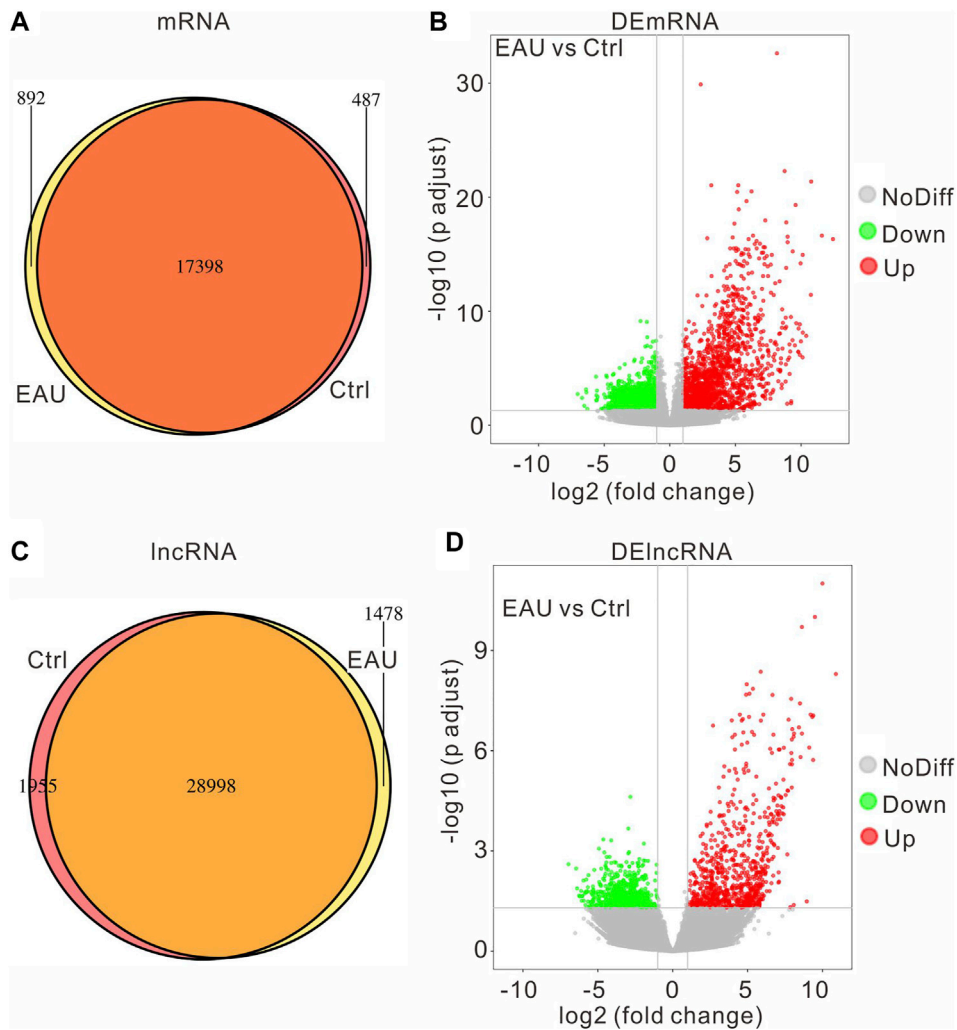 A
mRNA
892
487
17398
EAU
Ctrl
B
DEmRNA
EAU vs Ctrl
30
20
10
0
-log10 (p adjust)
-10
-5
0
5
10
log2 (fold change)
NoDiff
Down
Up
C
lncRNA
1478
Ctrl
EAU
1955
28998
D
DElncRNA
EAU vs Ctrl
9
6
3
0
-log10 (p adjust)
-10
-5
0
5
10
log2 (fold change)
NoDiff
Down
Up